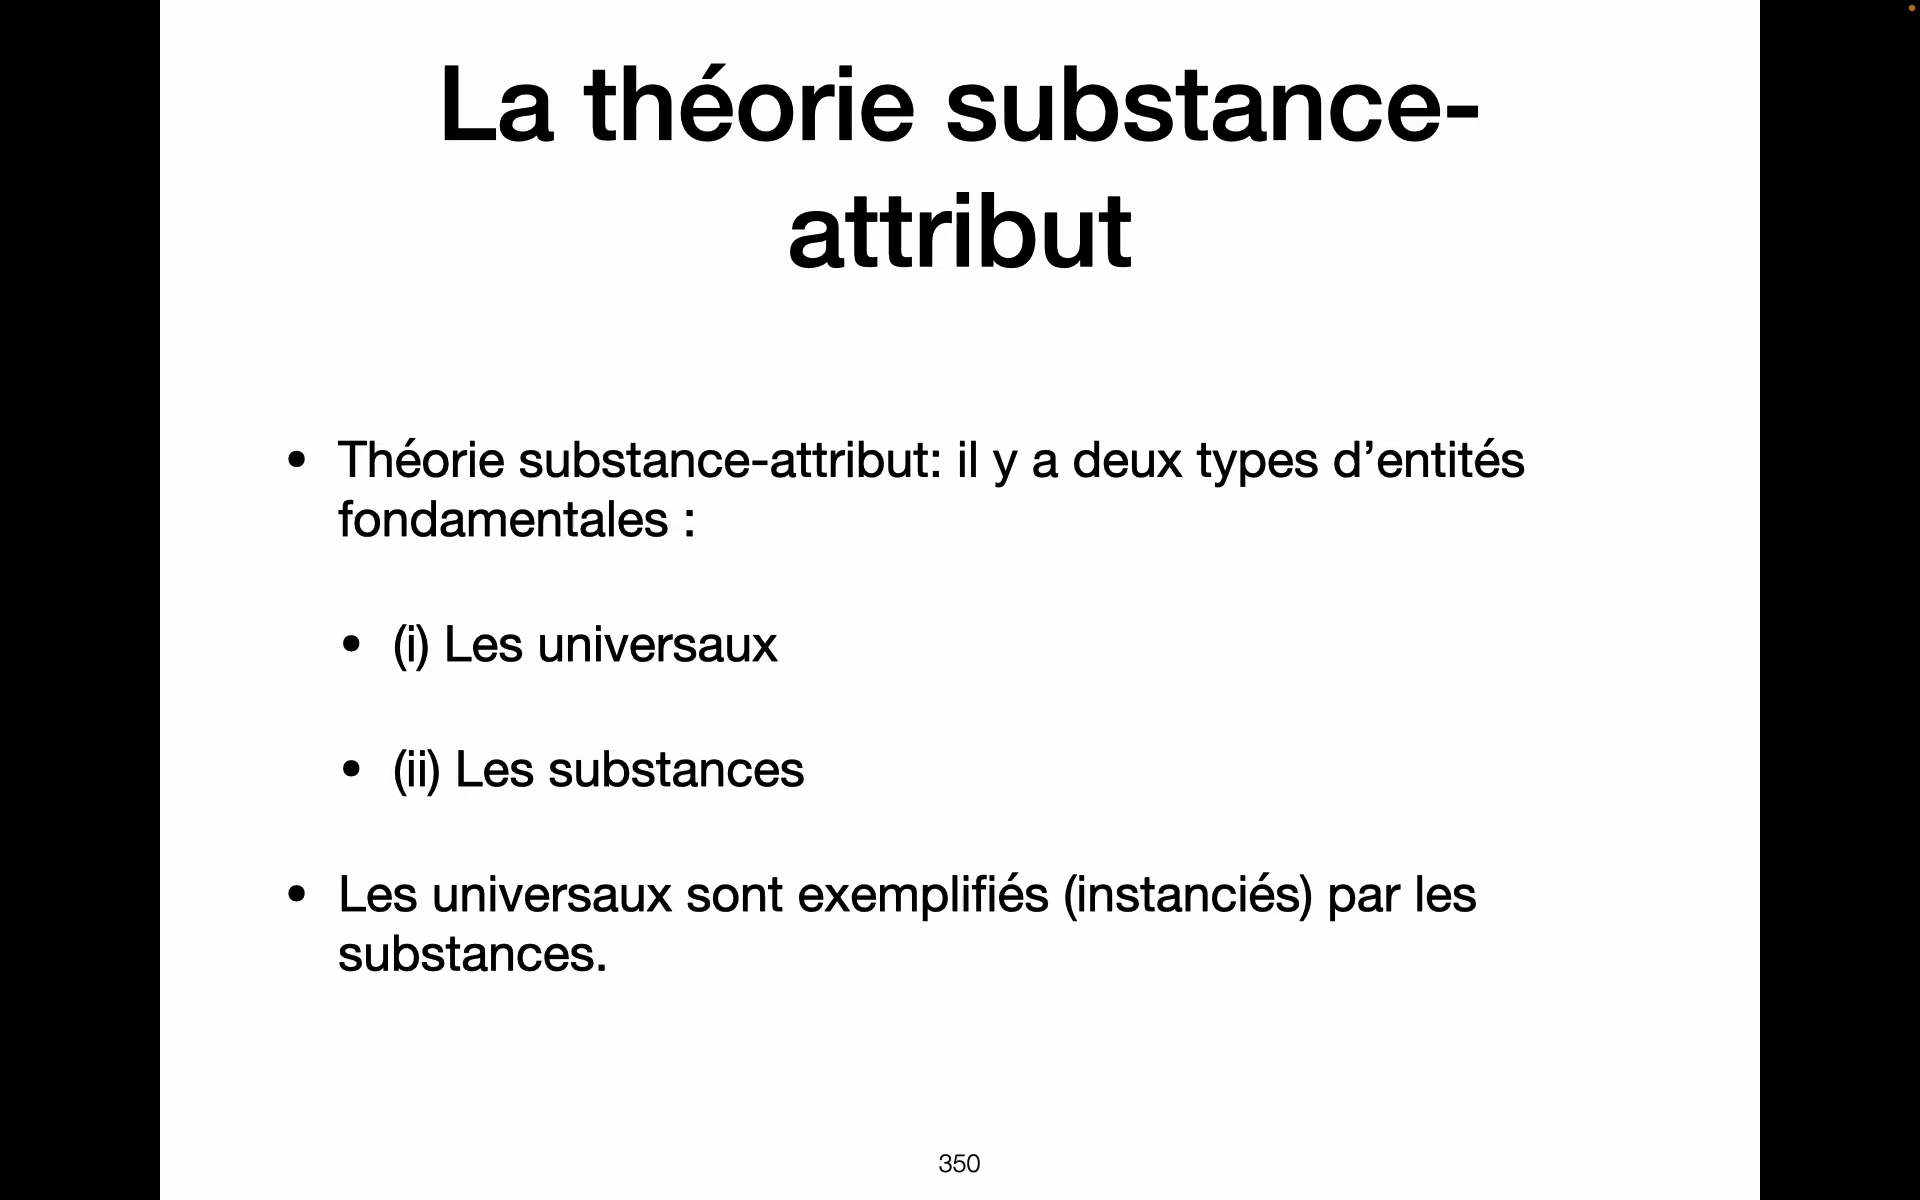 La théorie substance-
attribut
• Théorie substance-attribut: il y a deux types d’entités
fondamentales :
• (i) Les universaux
• (ii) Les substances
• Les universaux sont exemplifiés (instanciés) par les
substances.
350